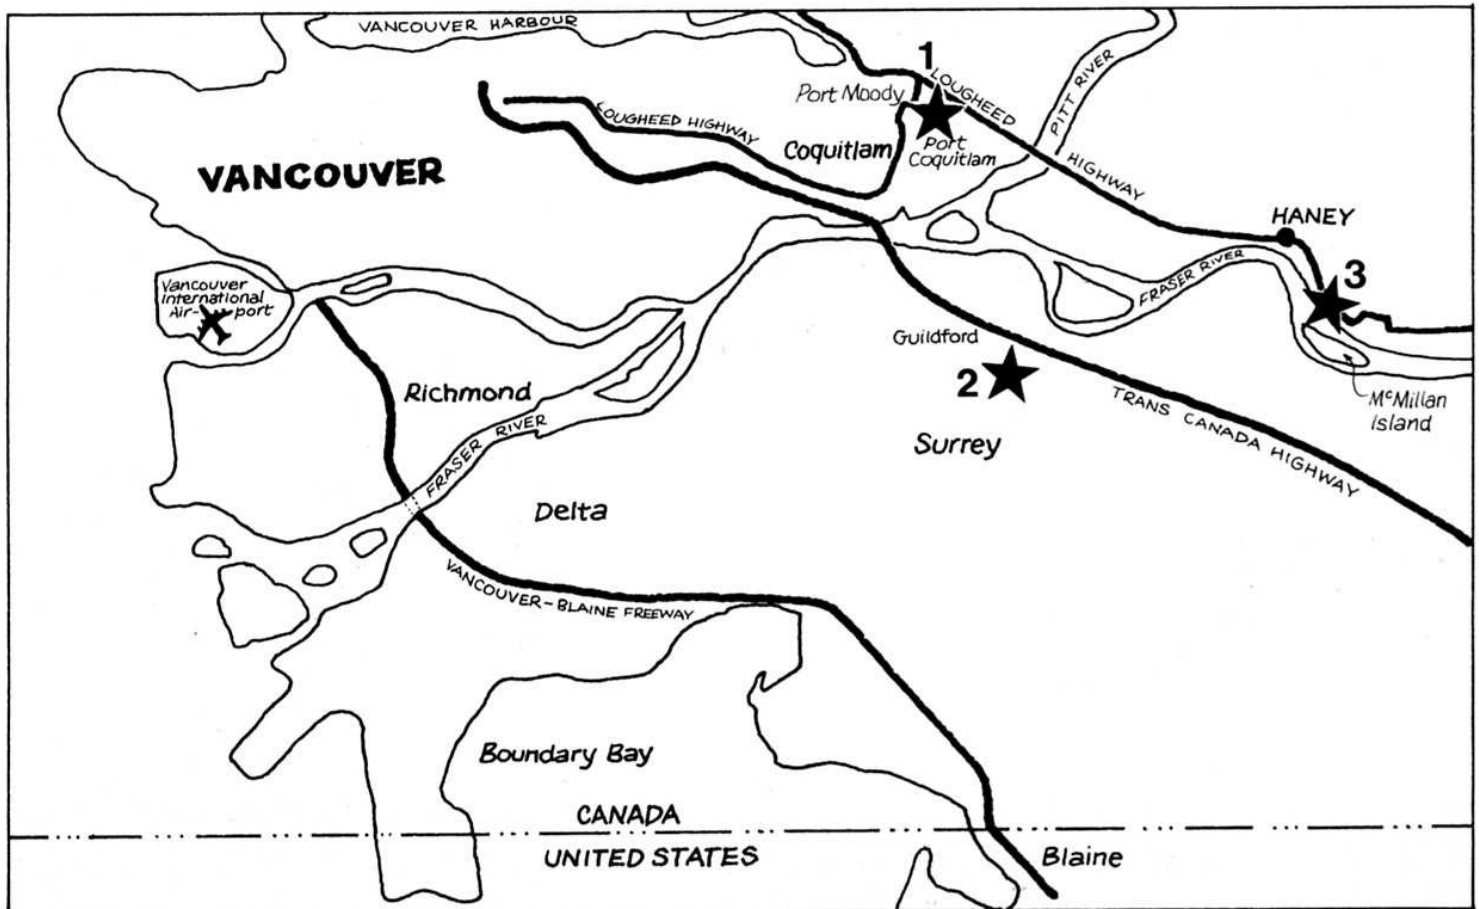 VANCOUVER HARBOUR
1
LOUGHEED
HIGHWAY
PITT RIVER
Port Moody
Port
Coquitlam
LOUGHEED HIGHWAY
Coquitlam
VANCOUVER
HANEY
3
FRASER RIVER
Vancouver
International
Air-port
Guildford
2
McMillan
Island
TRANS CANADA HIGHWAY
Richmond
FRASER RIVER
Surrey
Delta
VANCOUVER-BLAINE FREEWAY
Boundary Bay
CANADA
UNITED STATES
Blaine